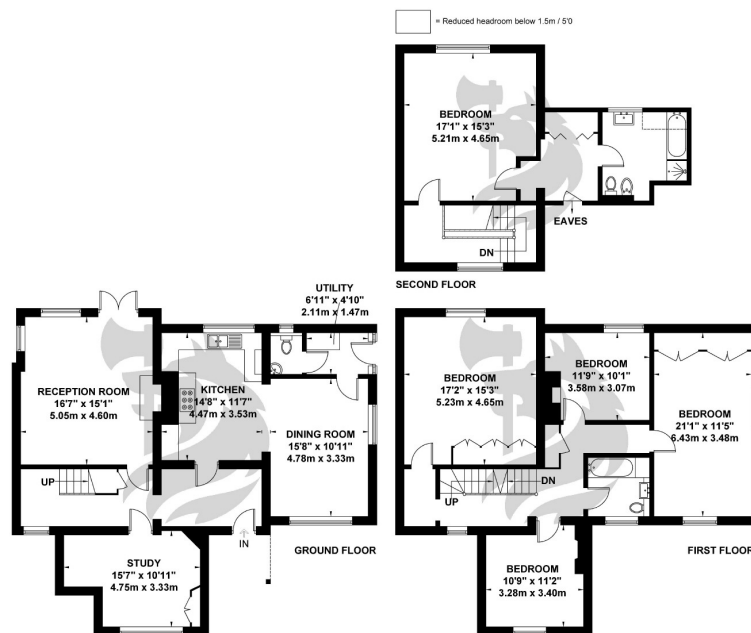 = Reduced headroom below 1.5m / 5'0
BEDROOM
17'1" x 15'3"
5.21m x 4.65m
EAVES
DN
SECOND FLOOR
UTILITY
6'11" x 4'10"
2.11m x 1.47m
RECEPTION ROOM
16'7" x 15'1"
5.05m x 4.60m
KITCHEN
14'8" x 11'7"
4.47m x 3.53m
DINING ROOM
15'8" x 10'11"
4.78m x 3.33m
UP
IN
STUDY
15'7" x 10'11"
4.75m x 3.33m
GROUND FLOOR
BEDROOM
17'2" x 15'3"
5.23m x 4.65m
BEDROOM
11'9" x 10'1"
3.58m x 3.07m
BEDROOM
21'1" x 11'5"
6.43m x 3.48m
UP
DN
BEDROOM
10'9" x 11'2"
3.28m x 3.40m
FIRST FLOOR